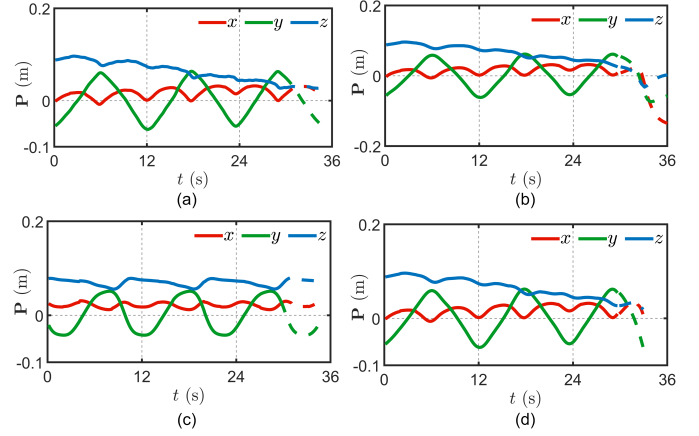 0.2
x y z
P (m)
0
-0.1
0 12 24 36
t (s)
(a)
0.2
x y z
P (m)
0
-0.2
0 12 24 36
t (s)
(b)
0.2
x y z
P (m)
0
-0.1
0 12 24 36
t (s)
(c)
0.2
x y z
P (m)
0
-0.1
0 12 24 36
t (s)
(d)